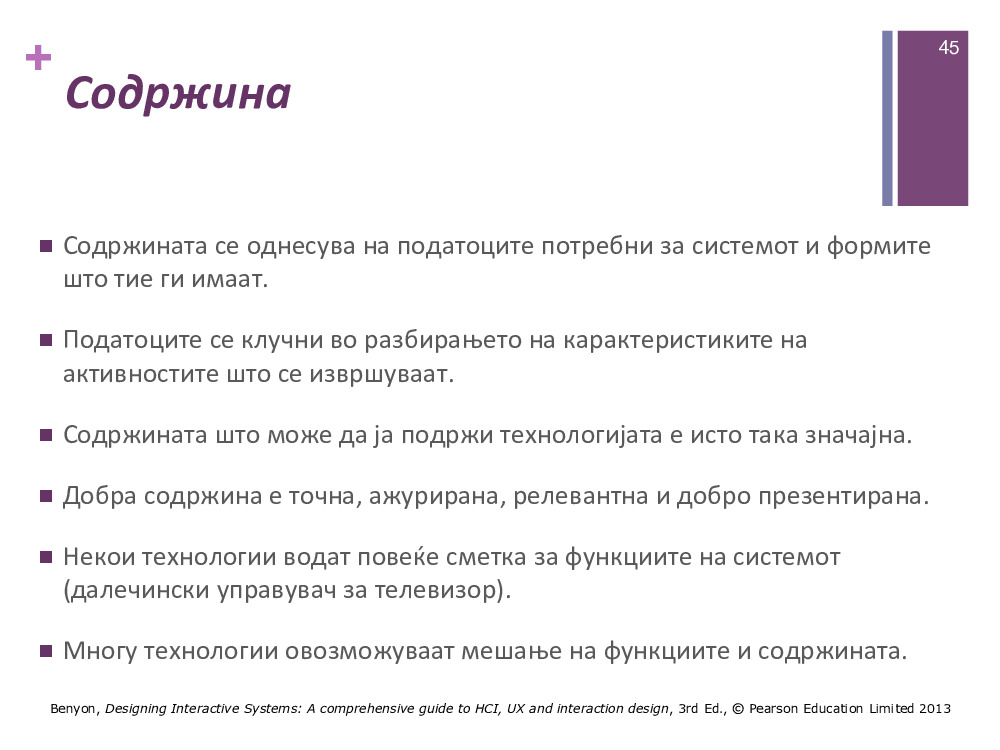 45
+
Содржина
Содржината се однесува на податоците потребни за системот и формите
што тие ги имаат.
Податоците се клучни во разбирањето на карактеристиките на
активностите што се извршуваат.
Содржината што може да ја подржи технологијата е исто така значајна.
Добра содржина е точна, ажурирана, релевантна и добро презентирана.
Некои технологии водат повеќе сметка за функциите на системот
(далечински управувач за телевизор).
Многу технологии овозможуваат мешање на функциите и содржината.
Benyon, Designing Interactive Systems: A comprehensive guide to HCI, UX and interaction design, 3rd Ed., © Pearson Education Limited 2013